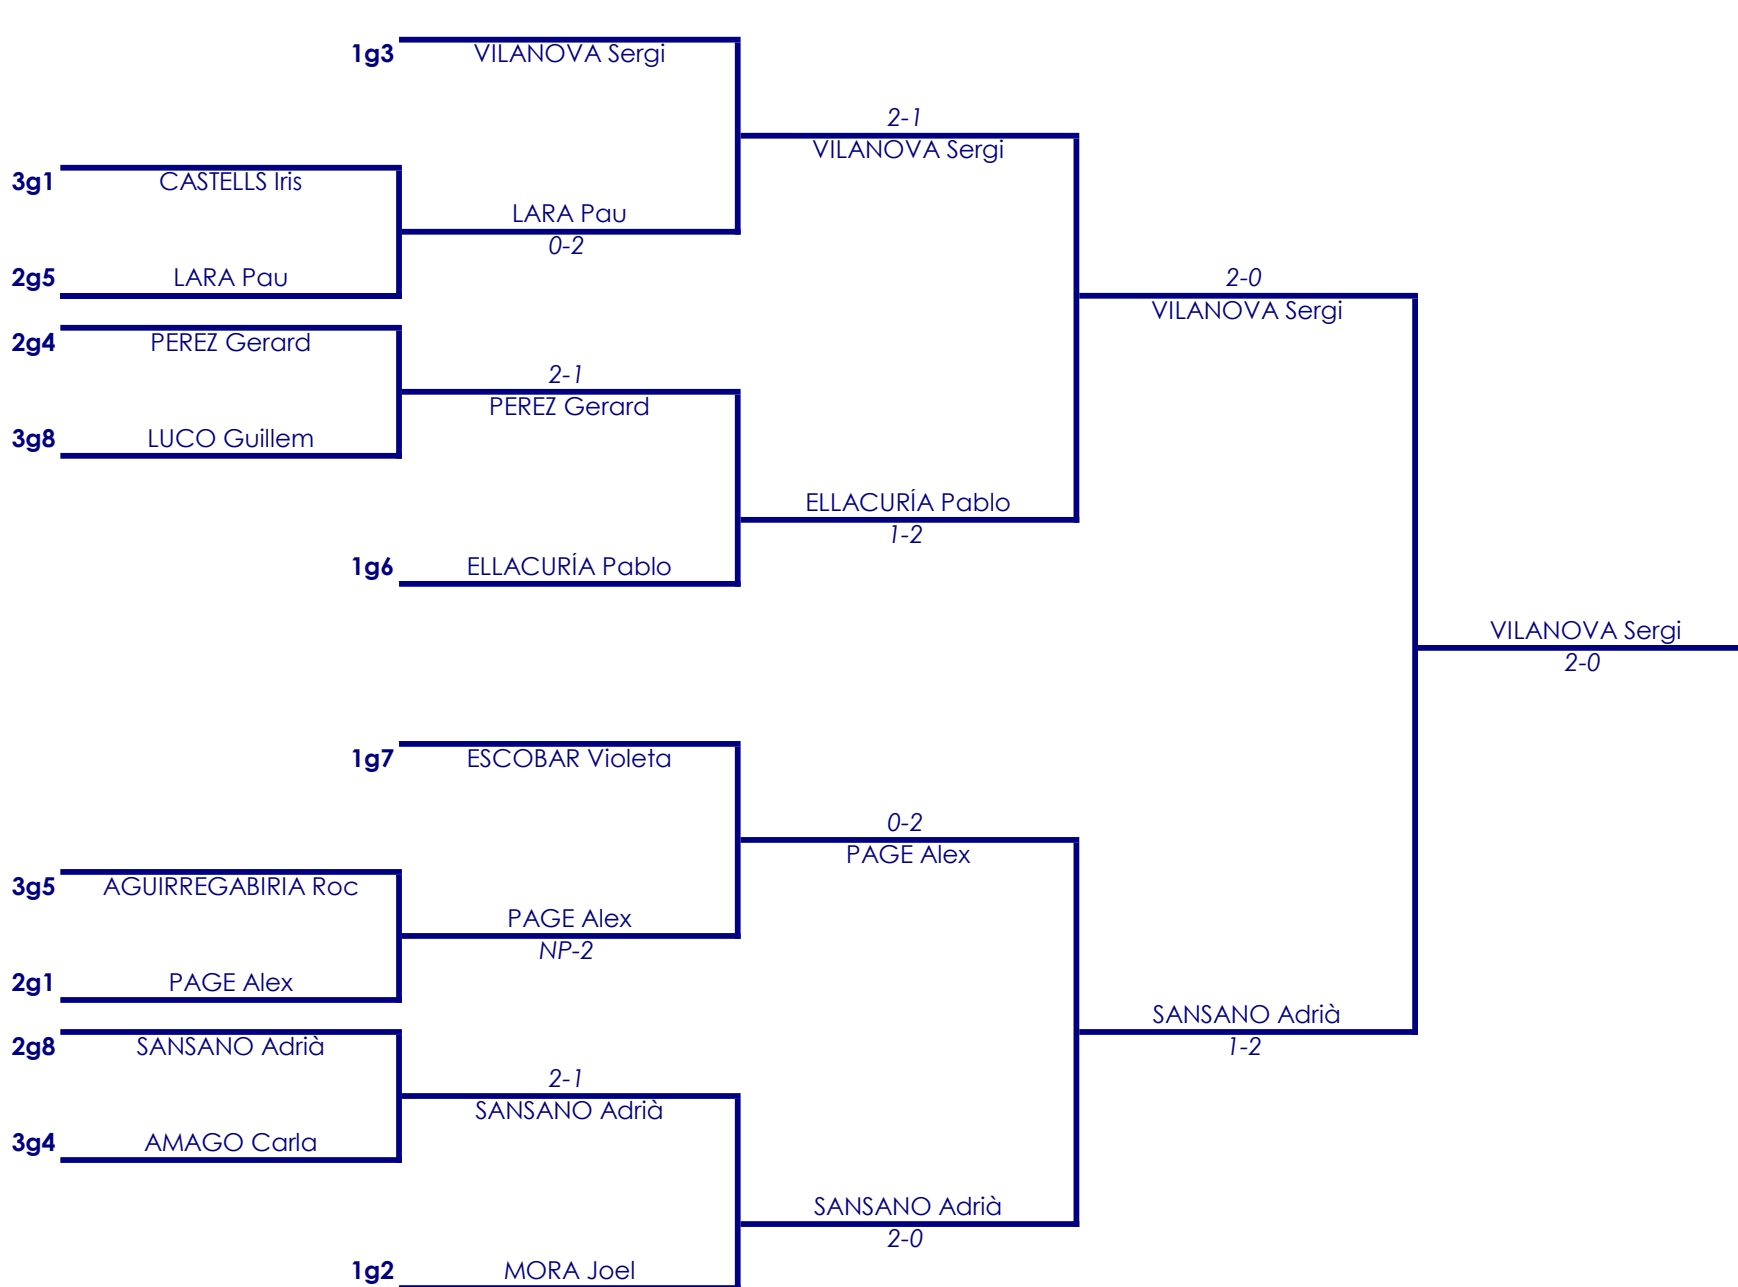 1g3 VILANOVA Sergi
2-1
VILANOVA Sergi
3g1 CASTELLS Iris
LARA Pau
0-2
2g5 LARA Pau
2-0
VILANOVA Sergi
2g4 PEREZ Gerard
2-1
PEREZ Gerard
3g8 LUCO Guillem
ELLACURÍA Pablo
1-2
1g6 ELLACURÍA Pablo
VILANOVA Sergi
2-0
1g7 ESCOBAR Violeta
0-2
PAGE Alex
3g5 AGUIRREGABIRIA Roc
PAGE Alex
NP-2
2g1 PAGE Alex
SANSANO Adrià
1-2
2g8 SANSANO Adrià
2-1
SANSANO Adrià
3g4 AMAGO Carla
SANSANO Adrià
2-0
1g2 MORA Joel